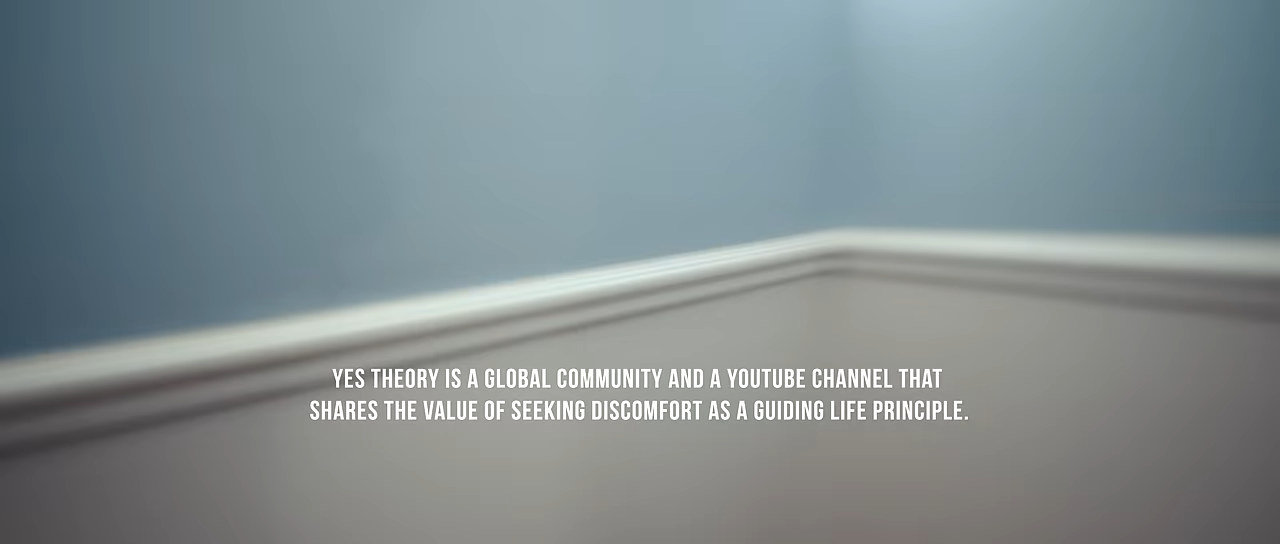 YES THEORY IS A GLOBAL COMMUNITY AND A YOUTUBE CHANNEL THAT
SHARES THE VALUE OF SEEKING DISCOMFORT AS A GUIDING LIFE PRINCIPLE.